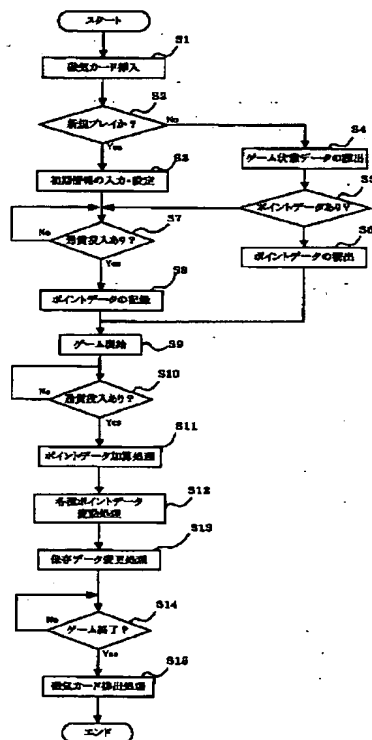 スタート
S1
磁気カード挿入
S2
新規プレイか?
No
Yes
S3
初期情報の入力・設定
S4
ゲーム状態データの読出
S5
ポイントデータあり?
S6
ポイントデータの読出
S7
通貨投入あり?
No
Yes
S8
ポイントデータの記録
ゲーム開始
S9
S10
通貨投入あり?
No
Yes
S11
ポイントデータ加算処理
S12
各種ポイントデータ
変更処理
S13
保存データ変更処理
S14
ゲーム終了?
No
Yes
S15
磁気カード排出処理
エンド